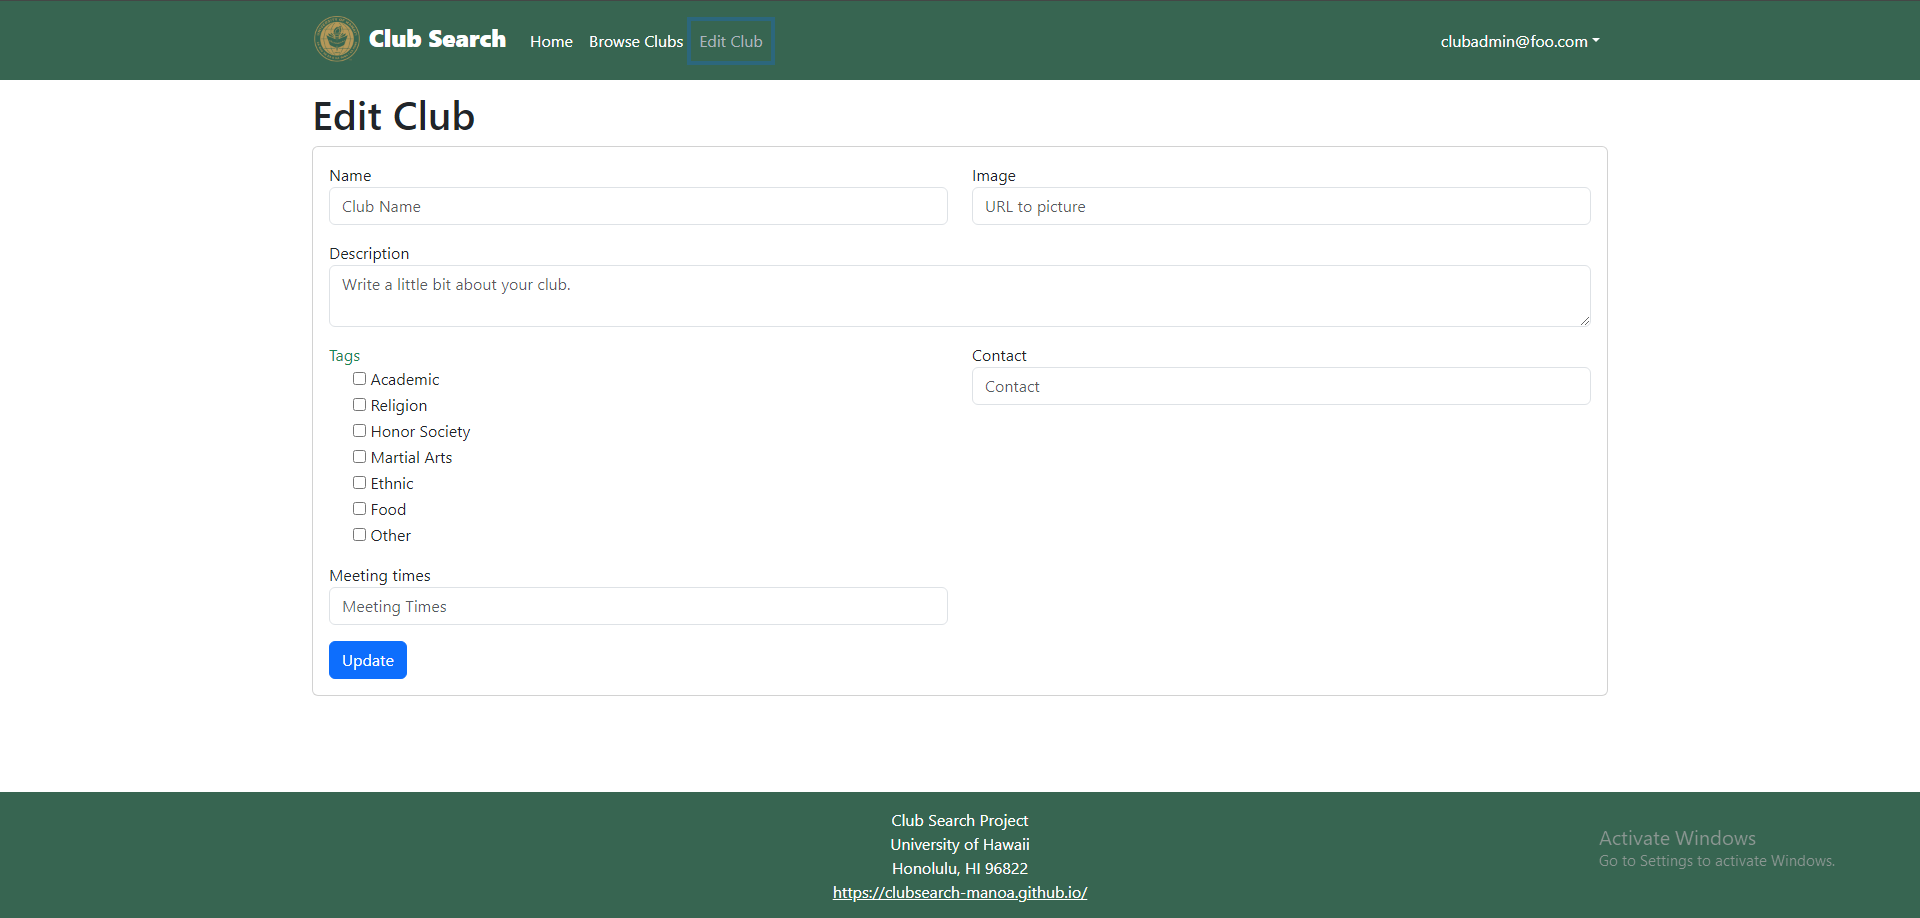 Club Search Home Browse Clubs Edit Club clubadmin@foo.com
Edit Club
Name Image
Club Name URL to picture
Description
Write a little bit about your club.
Tags Contact
Academic Contact
Religion
Honor Society
Martial Arts
Ethnic
Food
Other
Meeting times
Meeting Times
Update
Club Search Project
University of Hawaii
Honolulu, HI 96822
https://clubsearch-manoa.github.io/
Activate Windows
Go to Settings to activate Windows.